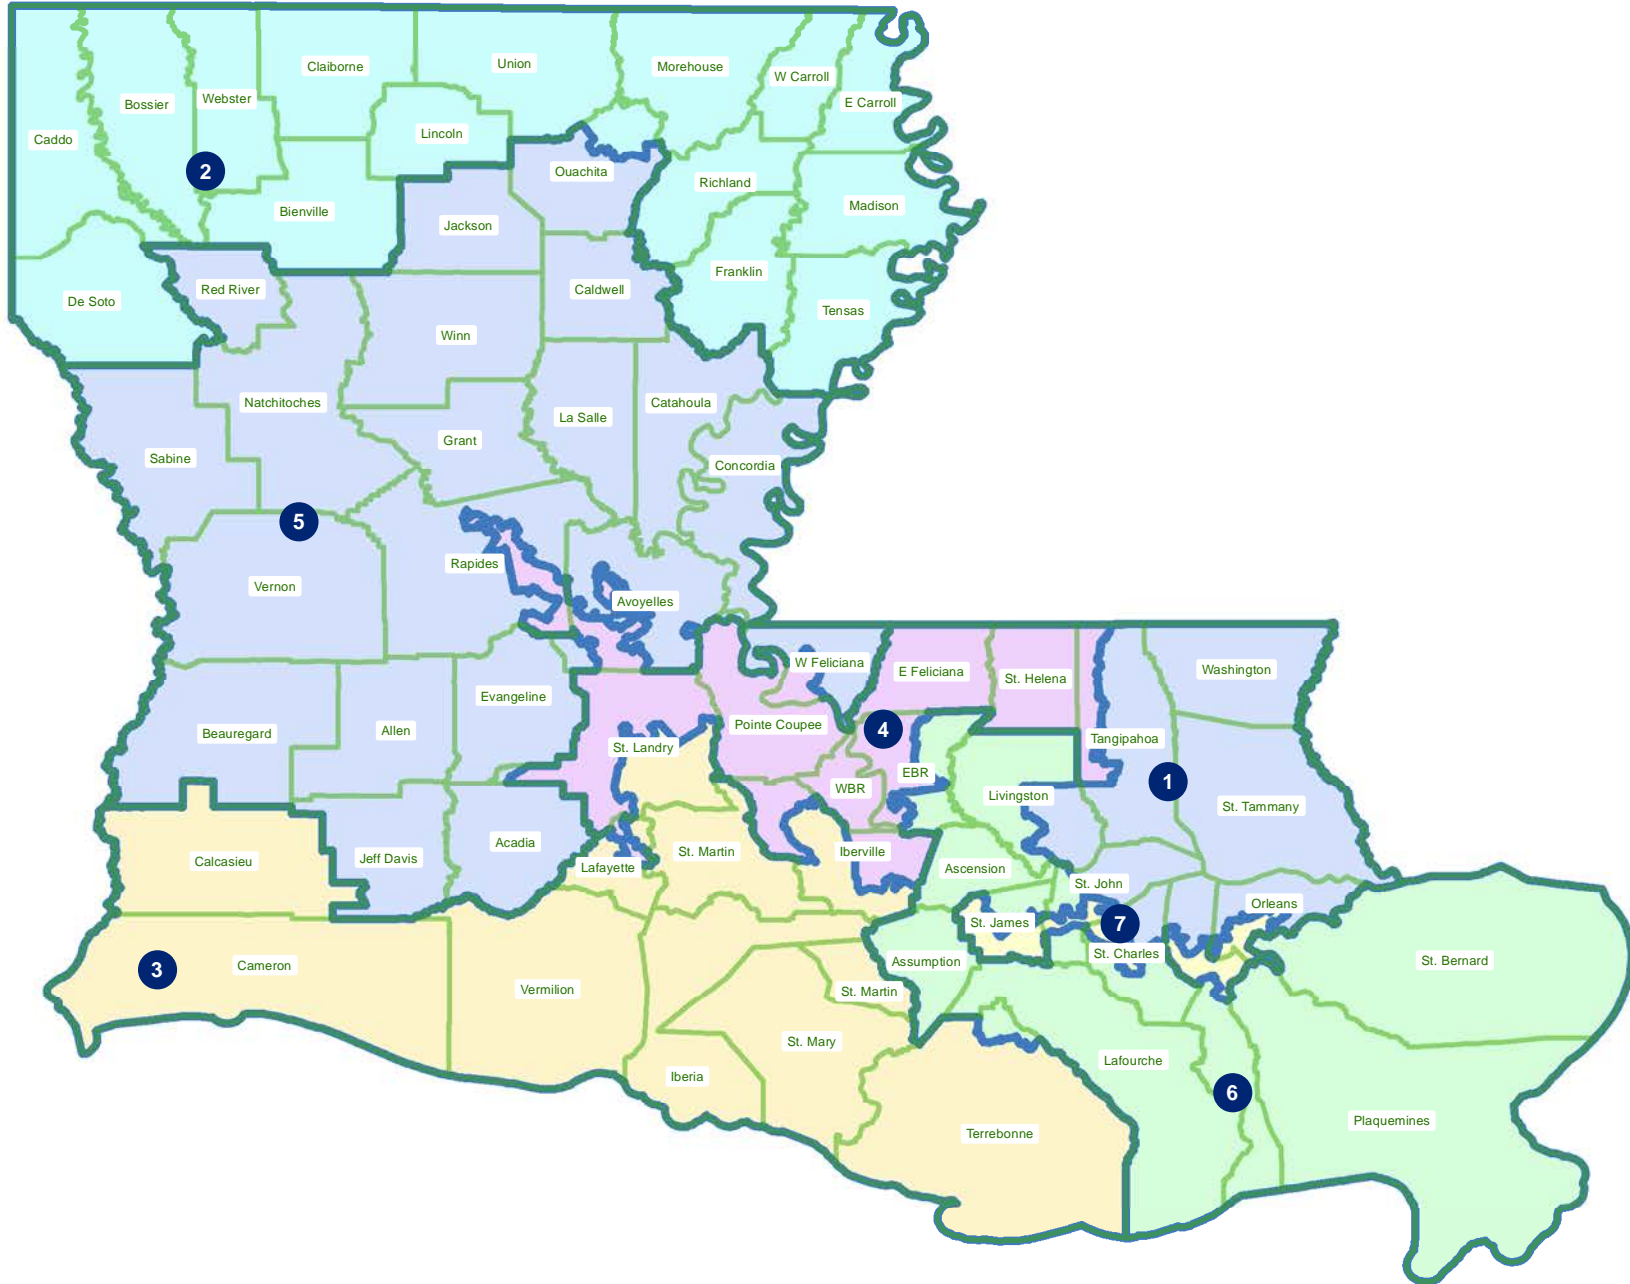 Claiborne
Union
Morehouse
W Carroll
Bossier
Webster
E Carroll
Caddo
Lincoln
2
Ouachita
Richland
Bienville
Madison
Jackson
Franklin
Red River
Caldwell
De Soto
Tensas
Winn
Natchitoches
La Salle
Catahoula
Grant
Sabine
Concordia
5
Rapides
Vernon
Avoyelles
W Feliciana
E Feliciana
St. Helena
Washington
Evangeline
Pointe Coupee
4
Beauregard
Allen
St. Landry
Tangipahoa
EBR
1
WBR
Livingston
St. Tammany
Acadia
Jeff Davis
St. Martin
Iberville
Calcasieu
Lafayette
Ascension
St. John
Orleans
St. James
7
St. Charles
Assumption
St. Bernard
3
Cameron
Vermilion
St. Martin
St. Mary
Lafourche
Iberia
6
Terrebonne
Plaquemines